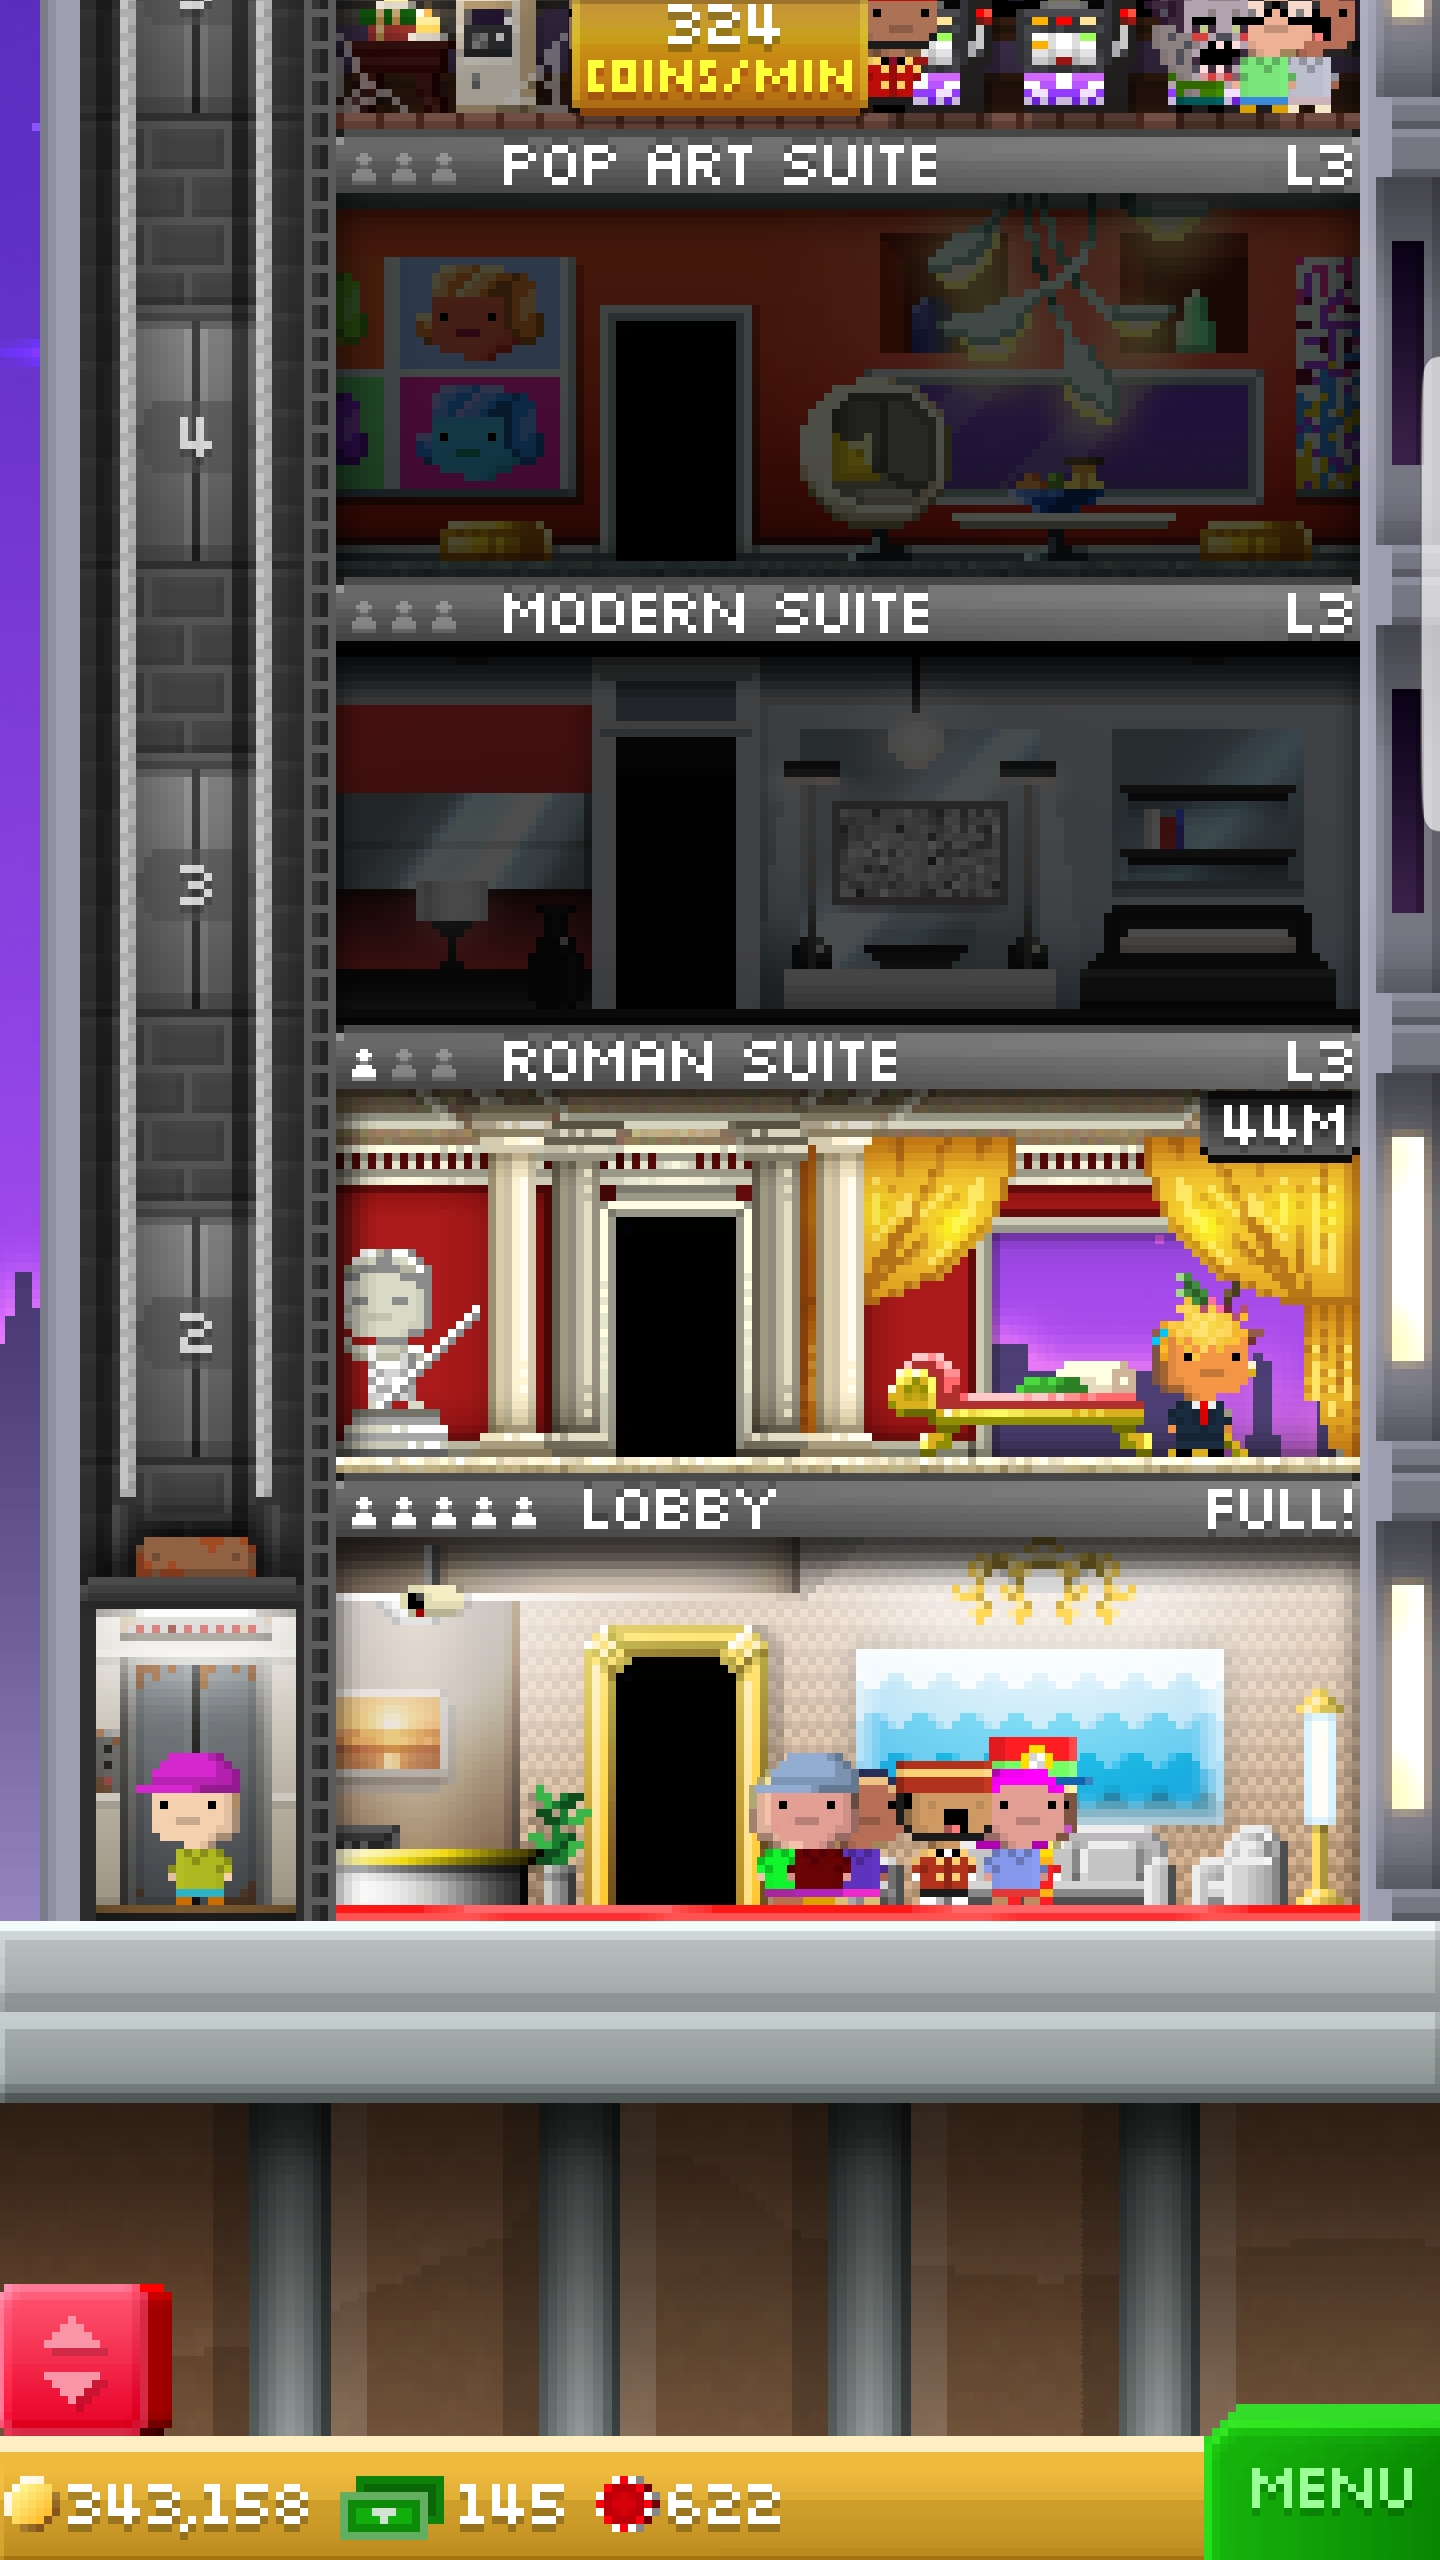 324
COINS/MIN
POP ART SUITE L3
4
MODERN SUITE L3
3
ROMAN SUITE L3
44M
2
LOBBY FULL!
343,158 145 622
MENU